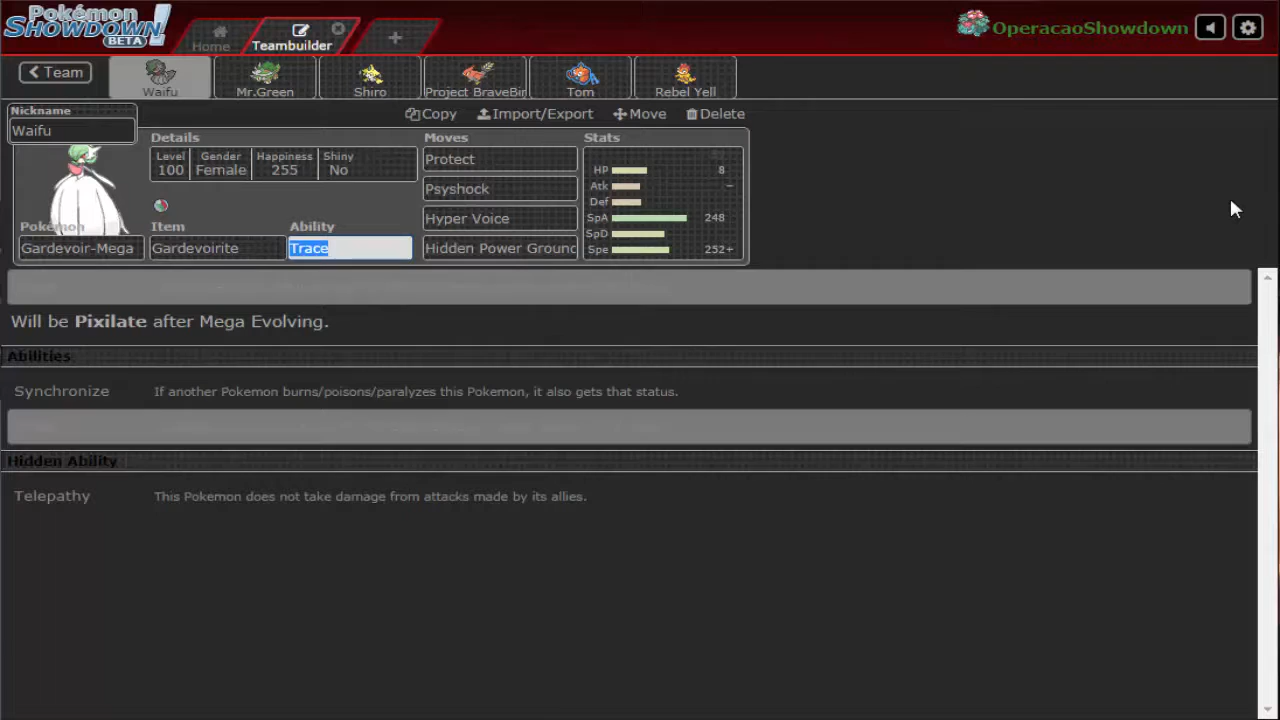 Pokémon
SHOWDOWN!
BETA
Home
Teambuilder
+
OperacaoShowdown
Team
Waifu
Mr.Green
Shiro
Project BraveBir
Tom
Rebel Yell
Nickname
Waifu
Copy
Import/Export
Move
Delete
Details
Moves
Stats
Level
Gender
Happiness
Shiny
100
Female
255
No
Protect
Psyshock
Hyper Voice
Hidden Power Ground
HP 8
Atk –
Def
SpA 248
SpD
Spe 252+
Pokémon
Item
Ability
Gardevoir-Mega
Gardevoirite
Trace
Will be Pixilate after Mega Evolving.
Abilities
Synchronize If another Pokemon burns/poisons/paralyzes this Pokemon, it also gets that status.
Hidden Ability
Telepathy This Pokemon does not take damage from attacks made by its allies.